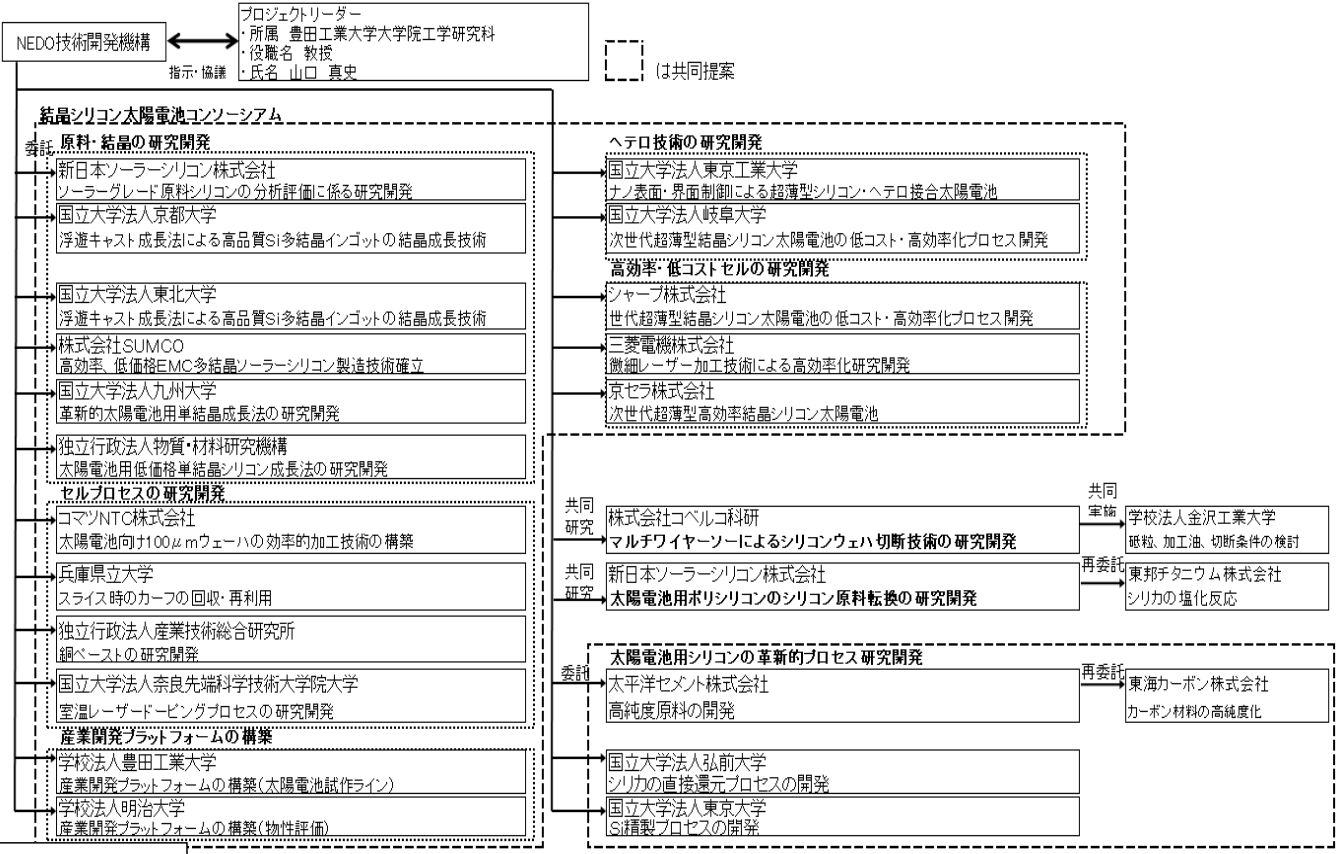 NEDO技術開発機構
プロジェクトリーダー
・所属 豊田工業大学大学院工学研究科
・役職名 教授
・氏名 山口 真史
指示・協議
は共同提案
結晶シリコン太陽電池コンソーシアム
委託
原料・結晶の研究開発
新日本ソーラーシリコン株式会社
ソーラーグレード原料シリコンの分析評価に係る研究開発
国立大学法人京都大学
浮遊キャスト成長法による高品質Si多結晶インゴットの結晶成長技術
国立大学法人東北大学
浮遊キャスト成長法による高品質Si多結晶インゴットの結晶成長技術
株式会社SUMCO
高効率、低価格EMC多結晶ソーラーシリコン製造技術確立
国立大学法人九州大学
革新的太陽電池用単結晶成長法の研究開発
独立行政法人物質・材料研究機構
太陽電池用低価格単結晶シリコン成長法の研究開発
セルプロセスの研究開発
コマツNTC株式会社
太陽電池向け100μmウェーハの効率的加工技術の構築
兵庫県立大学
スライス時のカーフの回収・再利用
独立行政法人産業技術総合研究所
銅ペーストの研究開発
国立大学法人奈良先端科学技術大学院大学
室温レーザードーピングプロセスの研究開発
産業開発プラットフォームの構築
学校法人豊田工業大学
産業開発プラットフォームの構築(太陽電池試作ライン)
学校法人明治大学
産業開発プラットフォームの構築(物性評価)
ヘテロ技術の研究開発
国立大学法人東京工業大学
ナノ表面・界面制御による超薄型シリコン・ヘテロ接合太陽電池
国立大学法人岐阜大学
次世代超薄型結晶シリコン太陽電池の低コスト・高効率化プロセス開発
高効率・低コストセルの研究開発
シャープ株式会社
世代超薄型結晶シリコン太陽電池の低コスト・高効率化プロセス開発
三菱電機株式会社
微細レーザー加工技術による高効率化研究開発
京セラ株式会社
次世代超薄型高効率結晶シリコン太陽電池
共同
研究
株式会社コベルコ科研
マルチワイヤーソーによるシリコンウェハ切断技術の研究開発
共同
実施
学校法人金沢工業大学
砥粒、加工油、切断条件の検討
共同
研究
新日本ソーラーシリコン株式会社
太陽電池用ポリシリコンのシリコン原料転換の研究開発
再委託
東邦チタニウム株式会社
シリカの塩化反応
太陽電池用シリコンの革新的プロセス研究開発
委託
太平洋セメント株式会社
高純度原料の開発
再委託
東海カーボン株式会社
カーボン材料の高純度化
国立大学法人弘前大学
シリカの直接還元プロセスの開発
国立大学法人東京大学
Si精製プロセスの開発